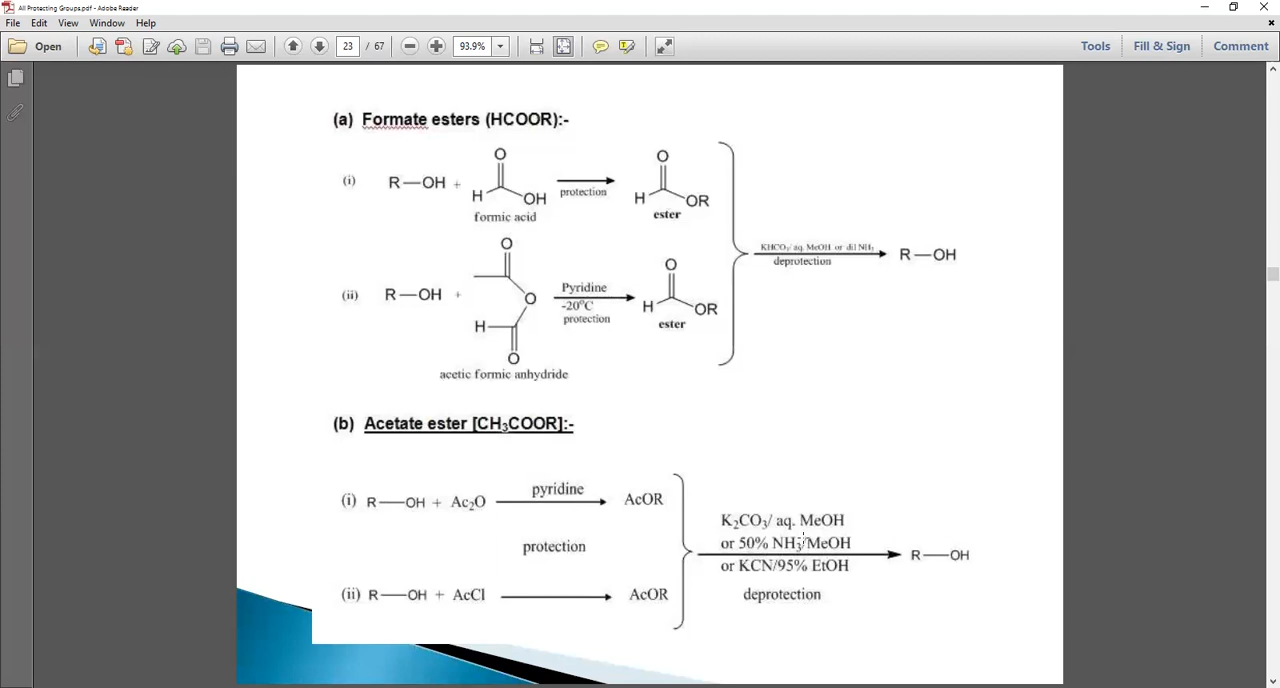 All Protecting Groups.pdf - Adobe Reader
File Edit View Window Help
Open 23 / 67 93.9% Tools Fill & Sign Comment
(a) Formate esters (HCOOR):-
(i) R—OH + O H OH protection O H OR
formic acid ester
KHCO3/ aq. MeOH or dil NH3
deprotection
R—OH
(ii) R—OH + O O H O Pyridine O H OR
-20°C
protection ester
acetic formic anhydride
(b) Acetate ester [CH3COOR]:-
(i) R—OH + Ac2O pyridine AcOR
protection
(ii) R—OH + AcCl AcOR
K2CO3/ aq. MeOH
or 50% NH3/MeOH
or KCN/95% EtOH
deprotection
R—OH